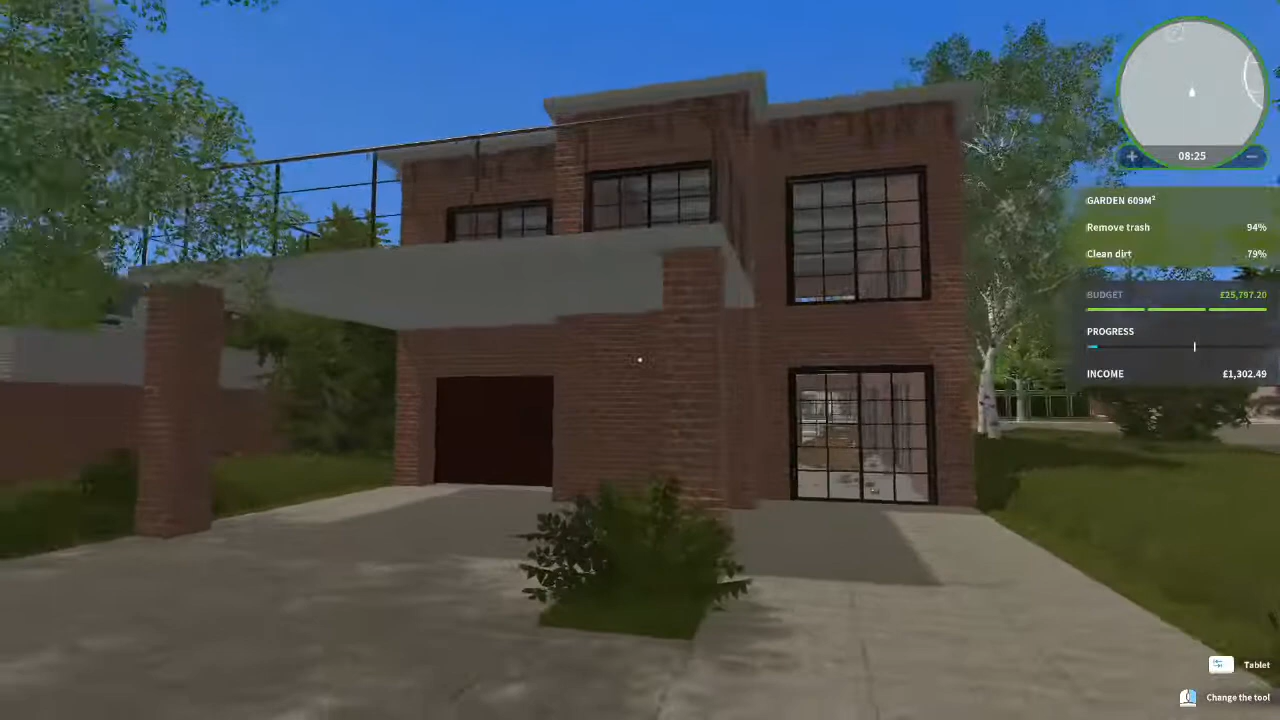 08:25
GARDEN 609M²
Remove trash 94%
Clean dirt 79%
BUDGET £25,797.20
PROGRESS
INCOME £1,302.49
Tablet
Change the tool